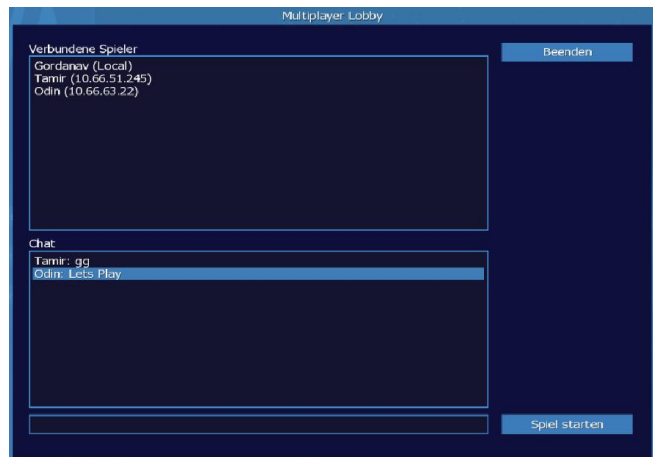 Multiplayer Lobby
Verbundene Spieler
Beenden
Gordanav (Local)
Tamir (10.66.51.245)
Odin (10.66.63.22)
Chat
Tamir: gg
Odin: Lets Play
Spiel starten